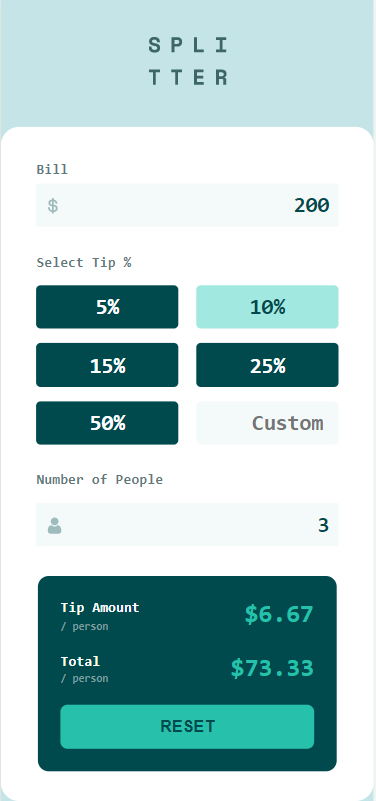 SPLI
TTER
Bill
$ 200
Select Tip %
5% 10%
15% 25%
50% Custom
Number of People
3
Tip Amount $6.67
/ person
Total $73.33
/ person
RESET